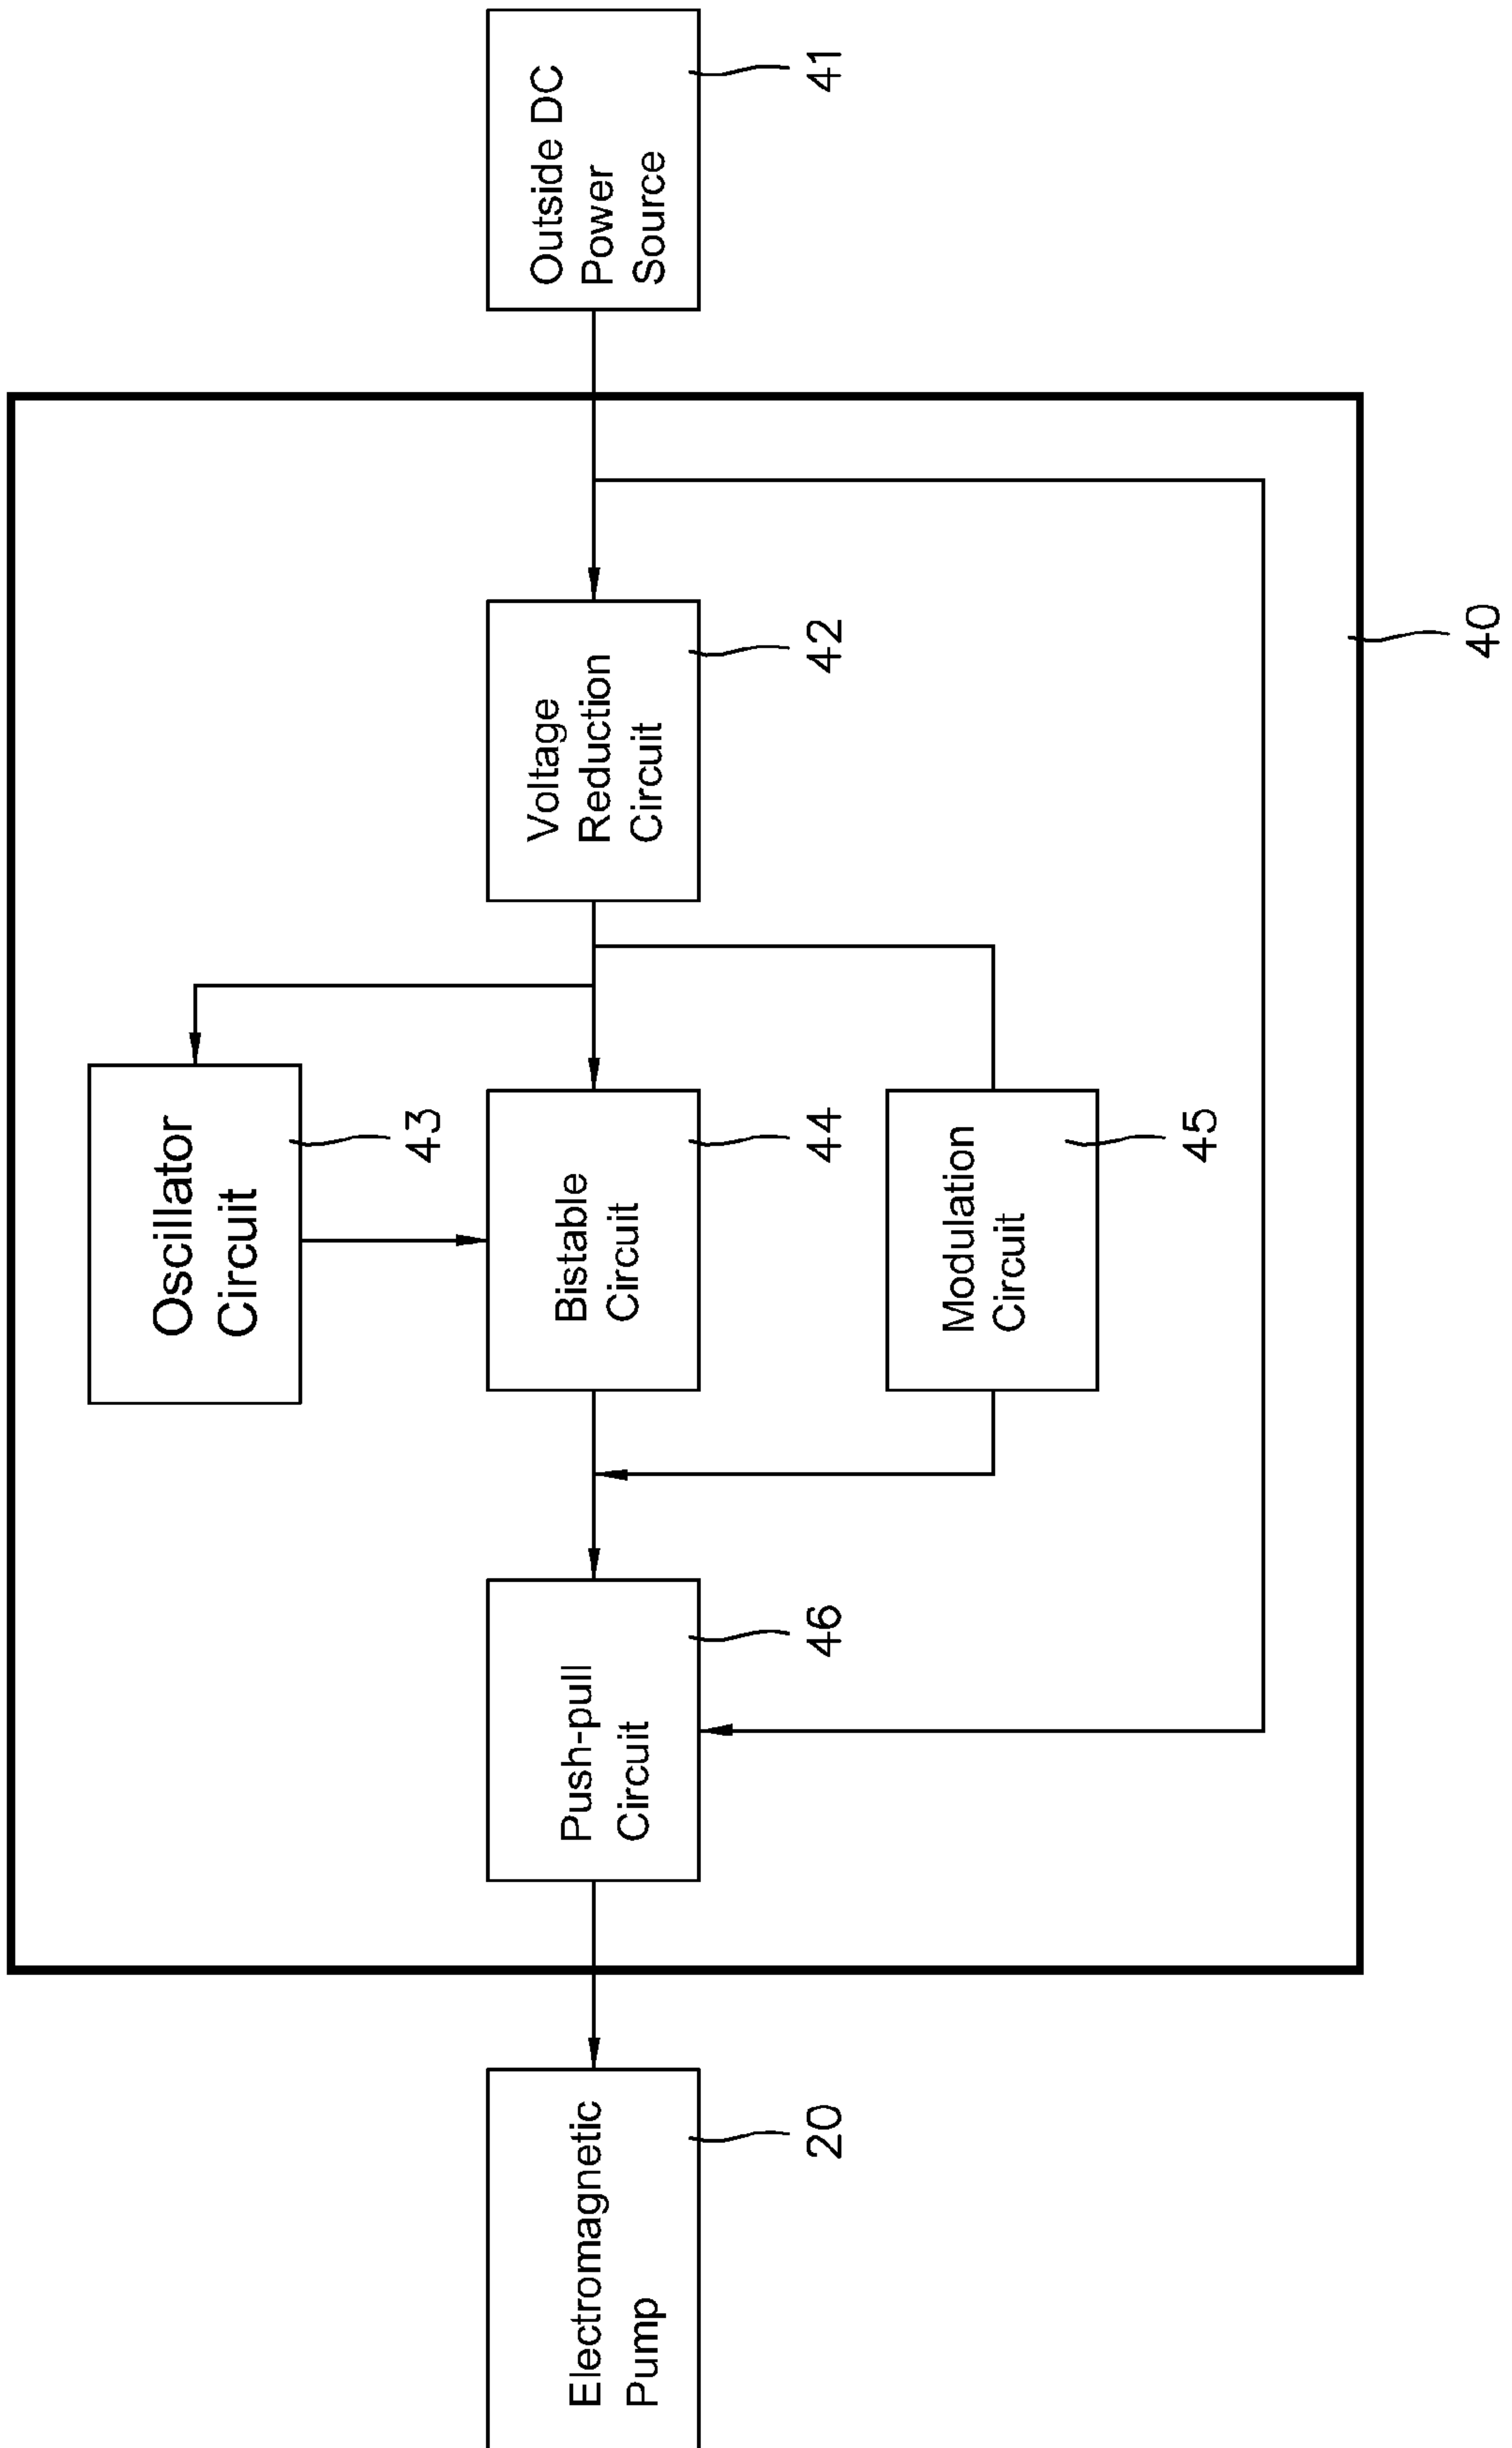 Outside DC
Power
Source
41
40
Voltage
Reduction
Circuit
42
Oscillator
Circuit
43
Bistable
Circuit
44
Modulation
Circuit
45
Push-pull
Circuit
46
Electromagnetic
Pump
20